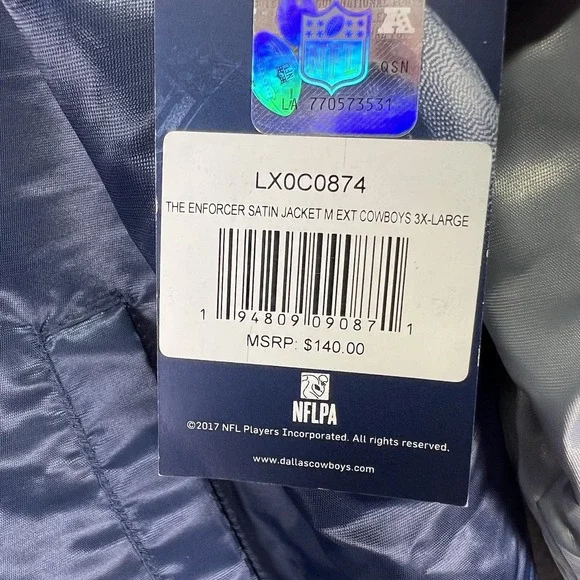 NFL
QSN
LA 770573531
LX0C0874
THE ENFORCER SATIN JACKET M EXT COWBOYS 3X-LARGE
1 94809 09087 1
MSRP: $140.00
NFLPA
©2017 NFL Players Incorporated. All rights reserved.
www.dallascowboys.com